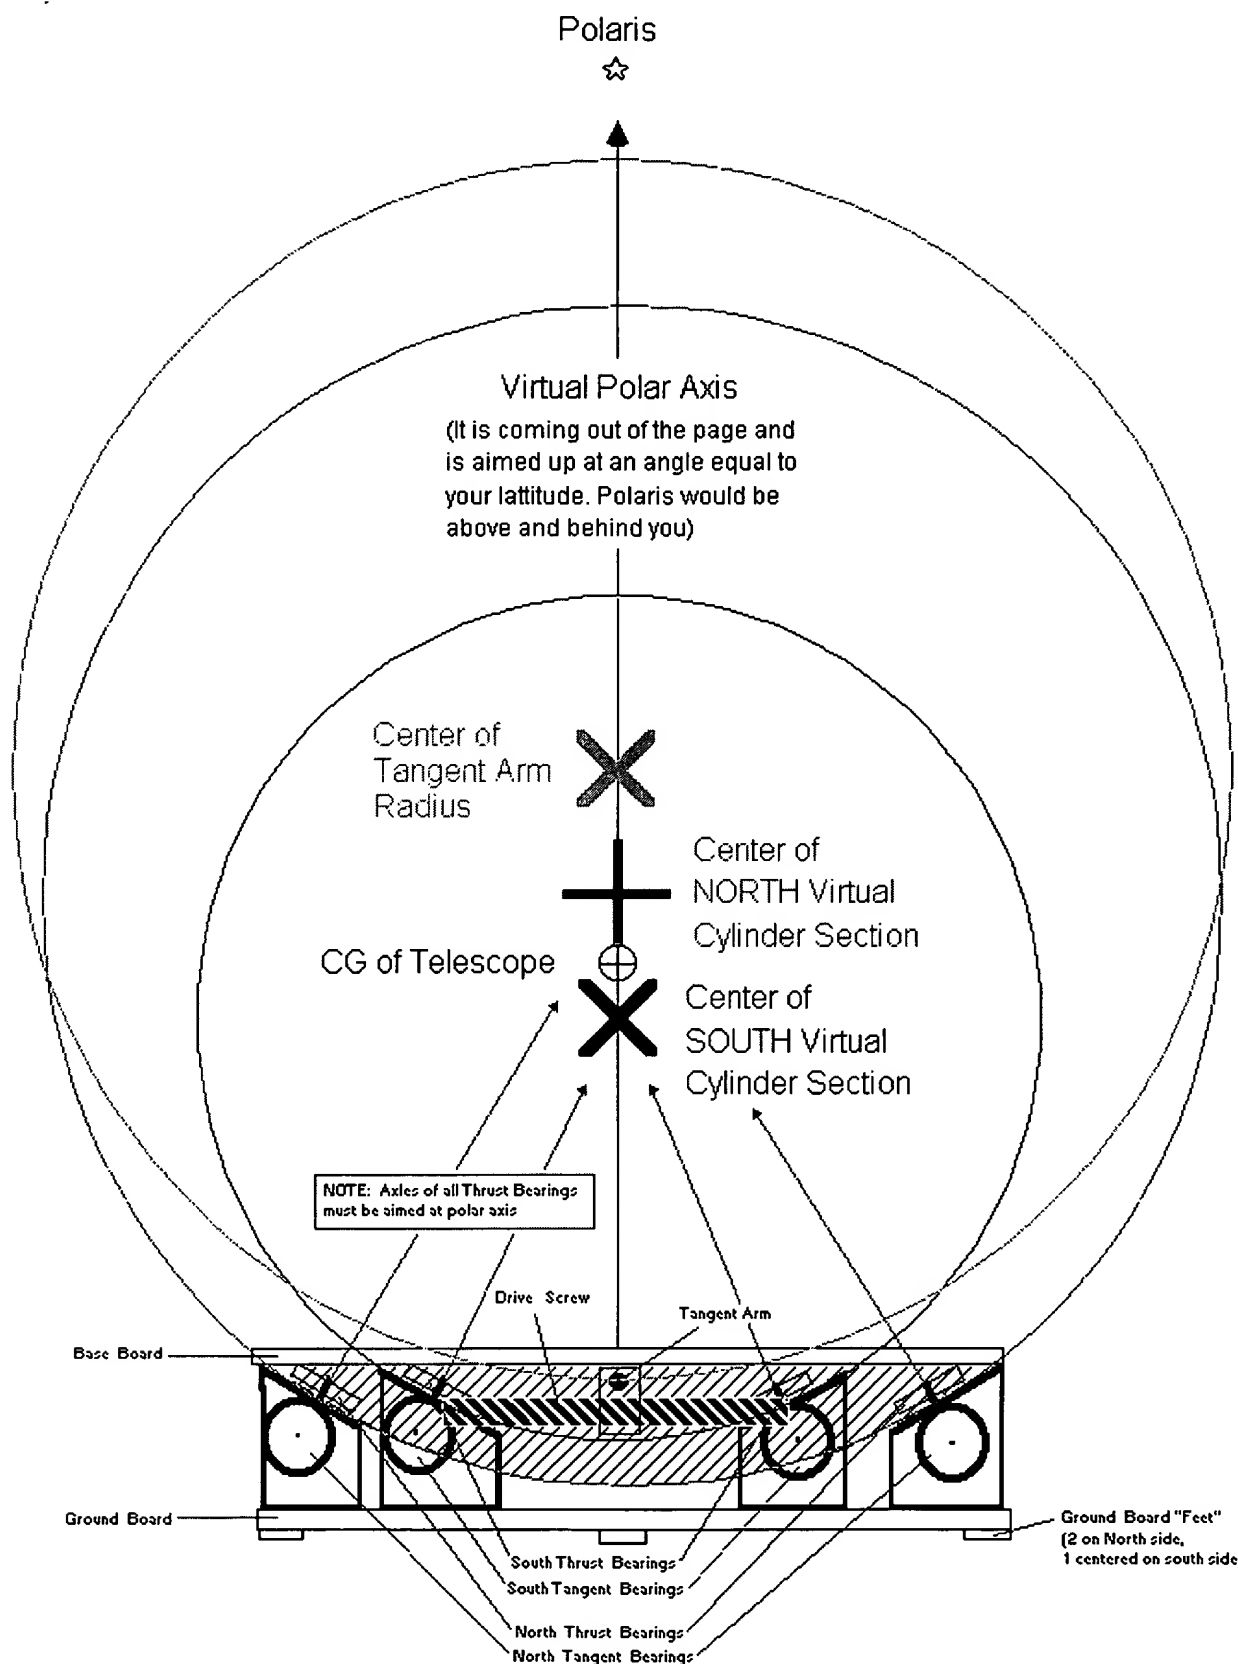 Polaris
Virtual Polar Axis
(It is coming out of the page and
is aimed up at an angle equal to
your lattitude. Polaris would be
above and behind you)
Center of
Tangent Arm
Radius
Center of
NORTH Virtual
Cylinder Section
CG of Telescope
Center of
SOUTH Virtual
Cylinder Section
NOTE: Axles of all Thrust Bearings
must be aimed at polar axis
Drive Screw
Tangent Arm
Base Board
Ground Board
Ground Board "Feet"
(2 on North side,
1 centered on south side
South Thrust Bearings
South Tangent Bearings
North Thrust Bearings
North Tangent Bearings